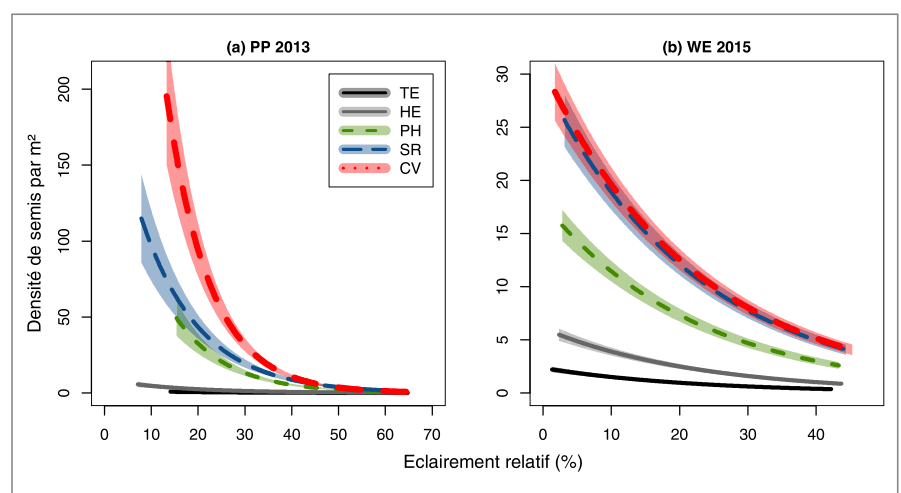 (a) PP 2013
(b) WE 2015
Densité de semis par m²
200
150
100
50
0
TE
HE
PH
SR
CV
30
25
20
15
10
5
0
0 10 20 30 40 50 60 70
0 10 20 30 40
Eclairement relatif (%)